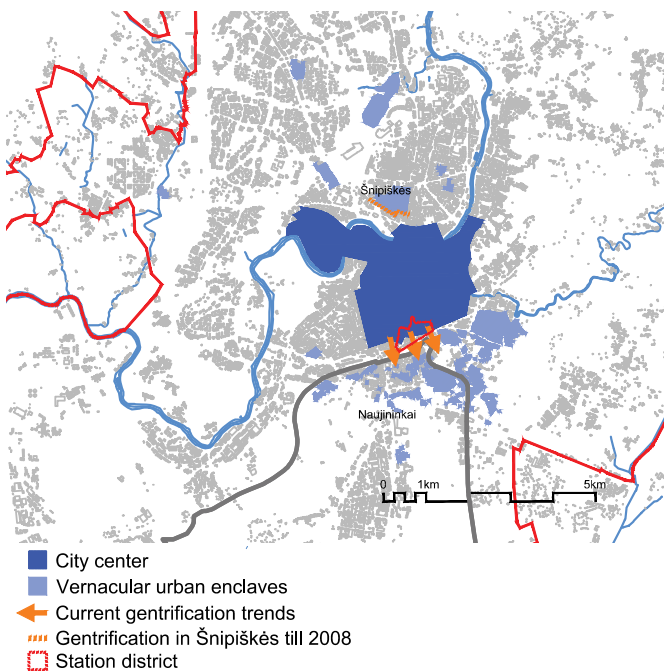 Šnipiškės
Naujininkai
0 1km 5km
City center
Vernacular urban enclaves
Current gentrification trends
Gentrification in Šnipiškės till 2008
Station district